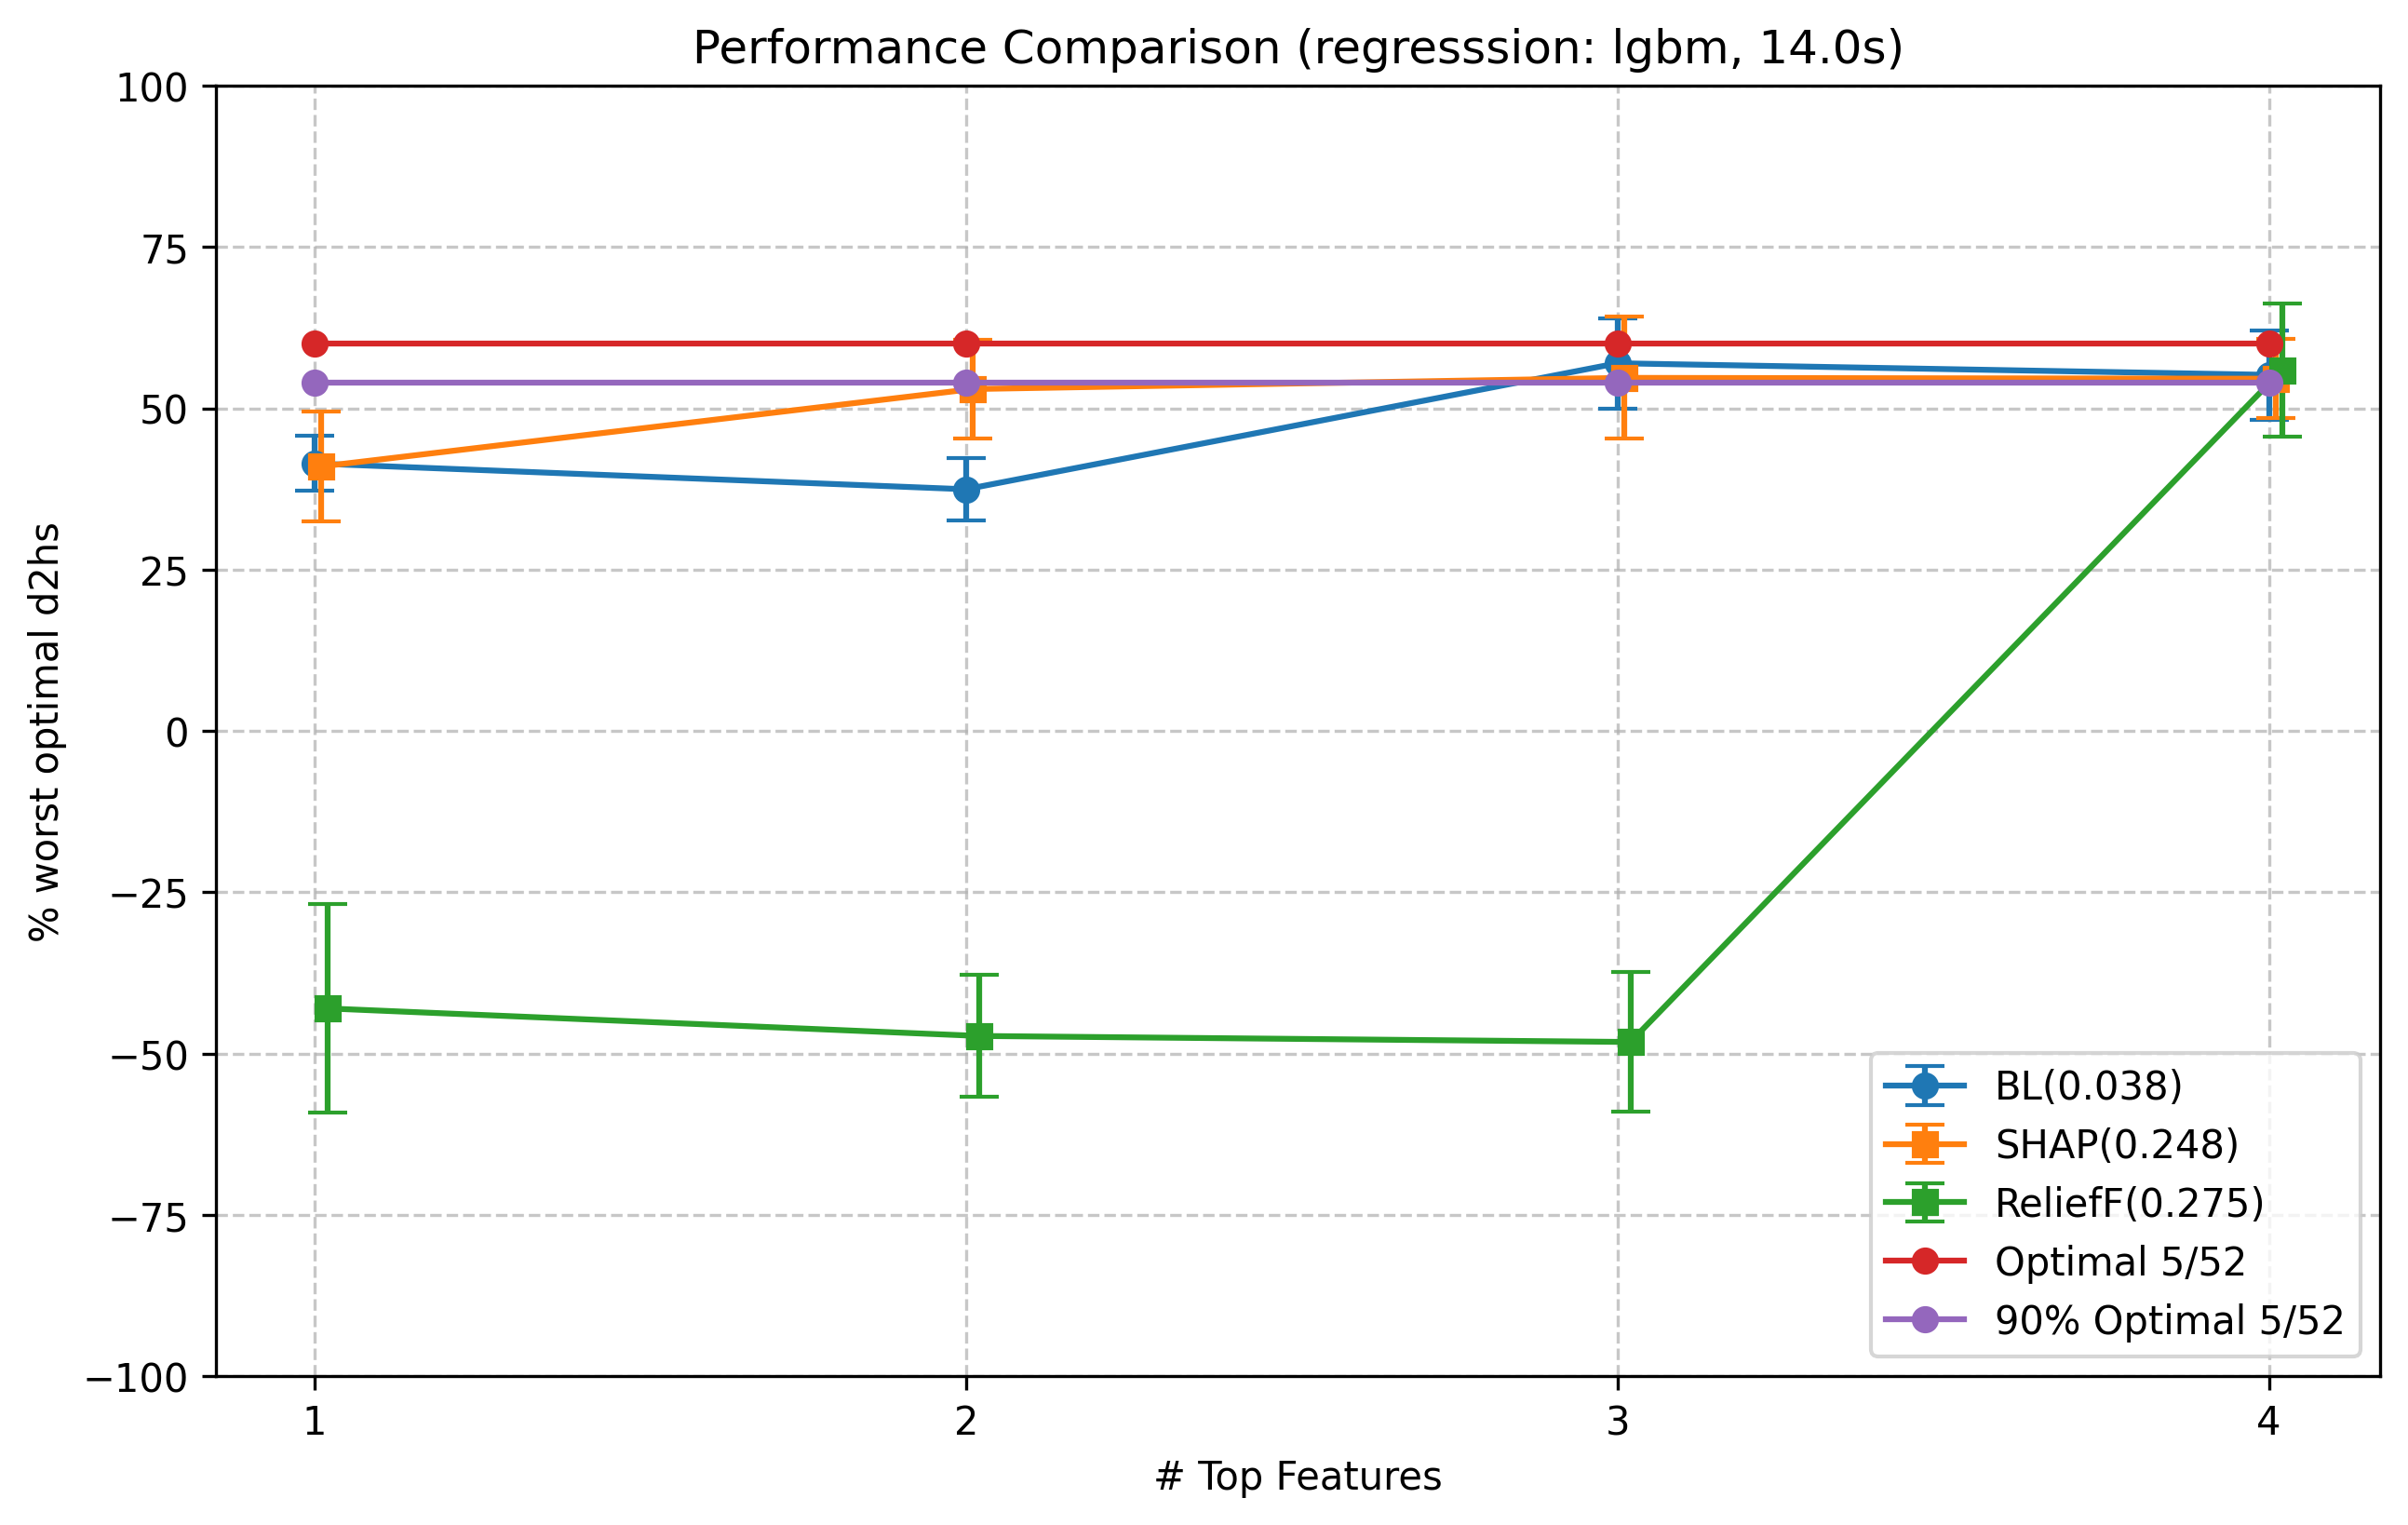 Performance Comparison (regresssion: lgbm, 14.0s)
% worst optimal d2hs
100
75
50
25
0
−25
−50
−75
−100
1
2
3
4
# Top Features
BL(0.038)
SHAP(0.248)
ReliefF(0.275)
Optimal 5/52
90% Optimal 5/52